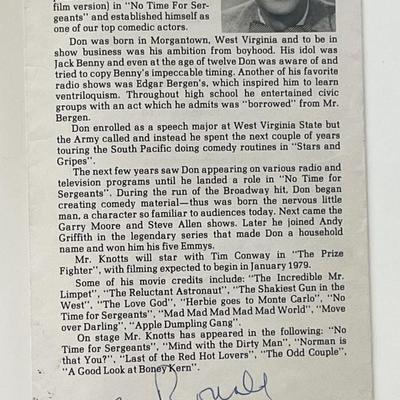 film version) in "No Time For Ser-
geants" and established himself as
one of our top comedic actors.
Don was born in Morgantown, West Virginia and to be in
show business was his ambition from boyhood. His idol was
Jack Benny and even at the age of twelve Don was aware of and
tried to copy Benny's impeccable timing. Another of his favorite
radio shows was Edgar Bergen's, which inspired him to learn
ventriloquism. Throughout high school he entertained civic
groups with an act which he admits was "borrowed" from Mr.
Bergen.
Don enrolled as a speech major at West Virginia State but
the Army called and instead he spent the next couple of years
touring the South Pacific doing comedy routines in "Stars and
Gripes".
The next few years saw Don appearing on various radio and
television programs until he landed a role in "No Time for
Sergeants". During the run of the Broadway hit, Don began
creating comedy material—thus was born the nervous little
man, a character so familiar to audiences today. Next came the
Garry Moore and Steve Allen shows. Later he joined Andy
Griffith in the legendary series that made Don a household
name and won him his five Emmys.
Mr. Knotts will star with Tim Conway in "The Prize
Fighter", with filming expected to begin in January 1979.
Some of his movie credits include: "The Incredible Mr.
Limpet", "The Reluctant Astronaut", "The Shakiest Gun in the
West", "The Love God", "Herbie goes to Monte Carlo", "No
Time for Sergeants", "Mad Mad Mad Mad World", "Move
over Darling", "Apple Dumpling Gang".
On stage Mr. Knotts has appeared in the following: "No
Time for Sergeants", "Mind with the Dirty Man", "Norman is
that You?", "Last of the Red Hot Lovers", "The Odd Couple",
"A Good Look at Boney Kern".